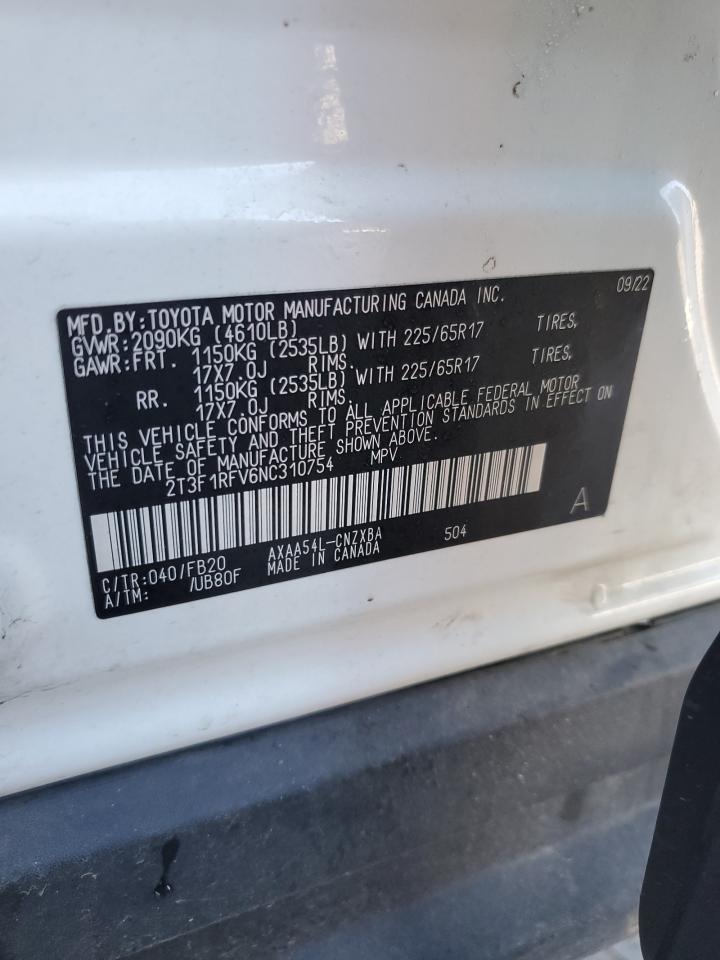 09/22
MFD.BY:TOYOTA MOTOR MANUFACTURING CANADA INC.
GVWR:2090KG (4610LB)
GAWR:FRT. 1150KG (2535LB) WITH 225/65R17 TIRES,
17X7.0J RIMS.
RR. 1150KG (2535LB) WITH 225/65R17 TIRES,
17X7.0J RIMS.
THIS VEHICLE CONFORMS TO ALL APPLICABLE FEDERAL MOTOR
VEHICLE SAFETY AND THEFT PREVENTION STANDARDS IN EFFECT ON
THE DATE OF MANUFACTURE SHOWN ABOVE.
2T3F1RFV6NC310754 MPV
A
C/TR:040/FB20 AXAA54L-CNZXBA 504
A/TM: /UB80F MADE IN CANADA